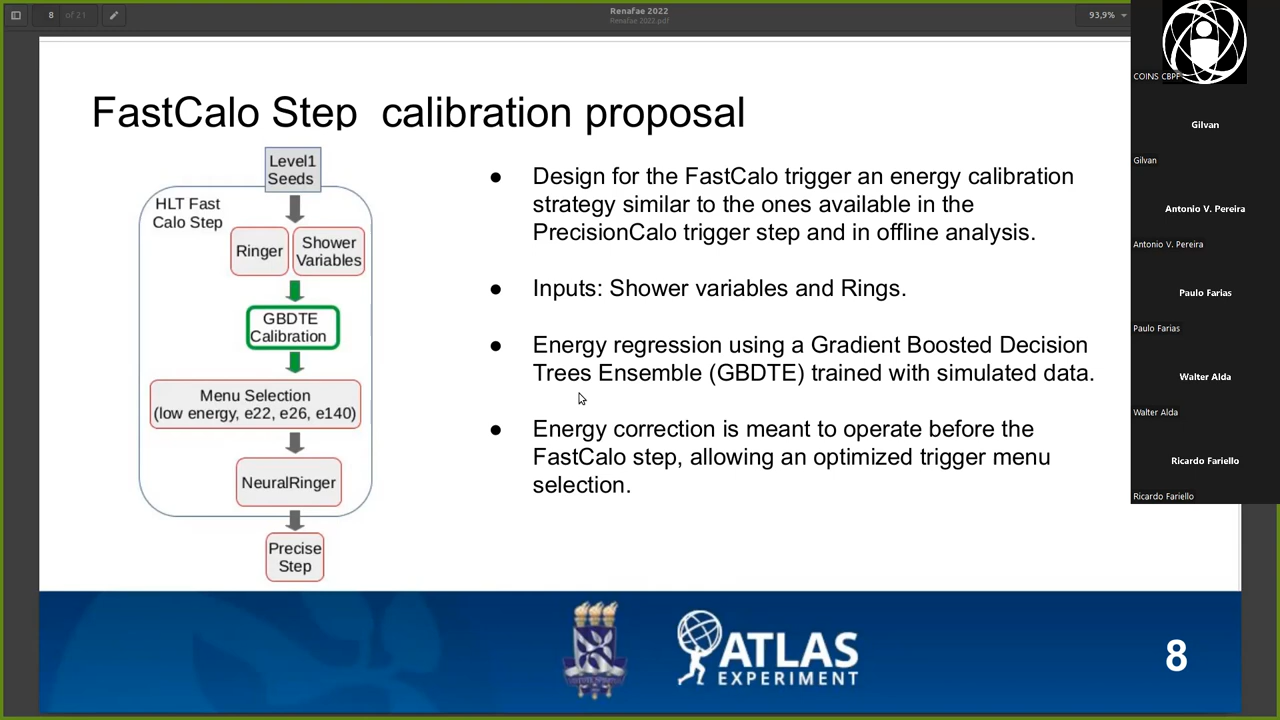 8 of 21
Renafae 2022
Renafae 2022.pdf
93,9%
FastCalo Step calibration proposal
Level1
Seeds
HLT Fast
Calo Step
Ringer
Shower
Variables
GBDTE
Calibration
Menu Selection
(low energy, e22, e26, e140)
NeuralRinger
Precise
Step
● Design for the FastCalo trigger an energy calibration
strategy similar to the ones available in the
PrecisionCalo trigger step and in offline analysis.
● Inputs: Shower variables and Rings.
● Energy regression using a Gradient Boosted Decision
Trees Ensemble (GBDTE) trained with simulated data.
● Energy correction is meant to operate before the
FastCalo step, allowing an optimized trigger menu
selection.
COINS CBPF
Gilvan
Gilvan
Antonio V. Pereira
Antonio V. Pereira
Paulo Farias
Paulo Farias
Walter Alda
Walter Alda
Ricardo Fariello
Ricardo Fariello
ATLAS
EXPERIMENT
8